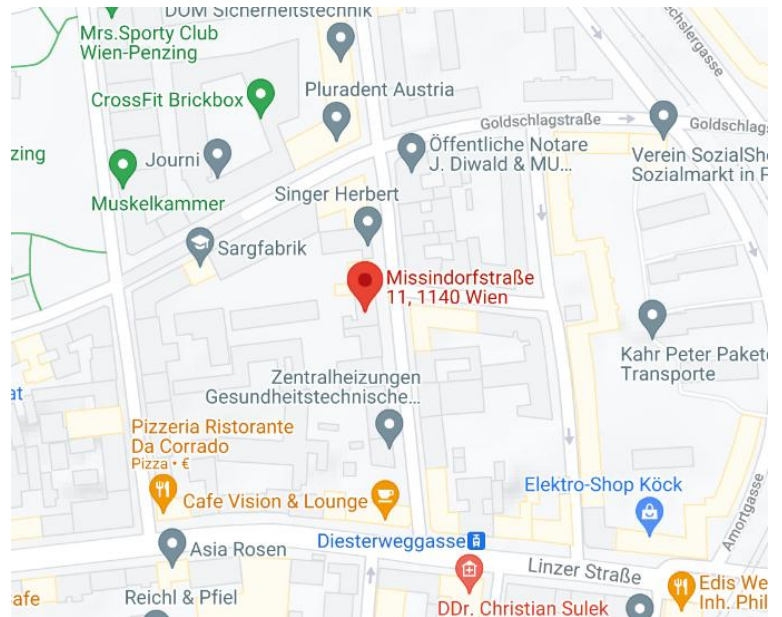 DOM Sicherheitstechnik
Mrs.Sporty Club
Wien-Penzing
CrossFit Brickbox
Pluradent Austria
Goldschlagstraße
Goldschlags
Öffentliche Notare
J. Diwald & MU...
Verein SozialSh
Sozialmarkt in
zing
Journi
Muskelkammer
Singer Herbert
Sargfabrik
Missindorfstraße
11, 1140 Wien
Kahr Peter Pakete
Transporte
Zentralheizungen
Gesundheitstechnische...
at
Pizzeria Ristorante
Da Corrado
Pizza • €
Cafe Vision & Lounge
Elektro-Shop Köck
Amortgasse
Diesterweggasse
Asia Rosen
Linzer Straße
afe
Reichl & Pfiel
DDr. Christian Sulek
Edis We
Inh. Phil